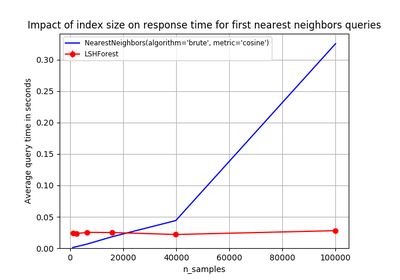 Impact of index size on response time for first nearest neighbors queries
NearestNeighbors(algorithm='brute', metric='cosine')
LSHForest
Average query time in seconds
0.30
0.25
0.20
0.15
0.10
0.05
0.00
0 20000 40000 60000 80000 100000
n_samples